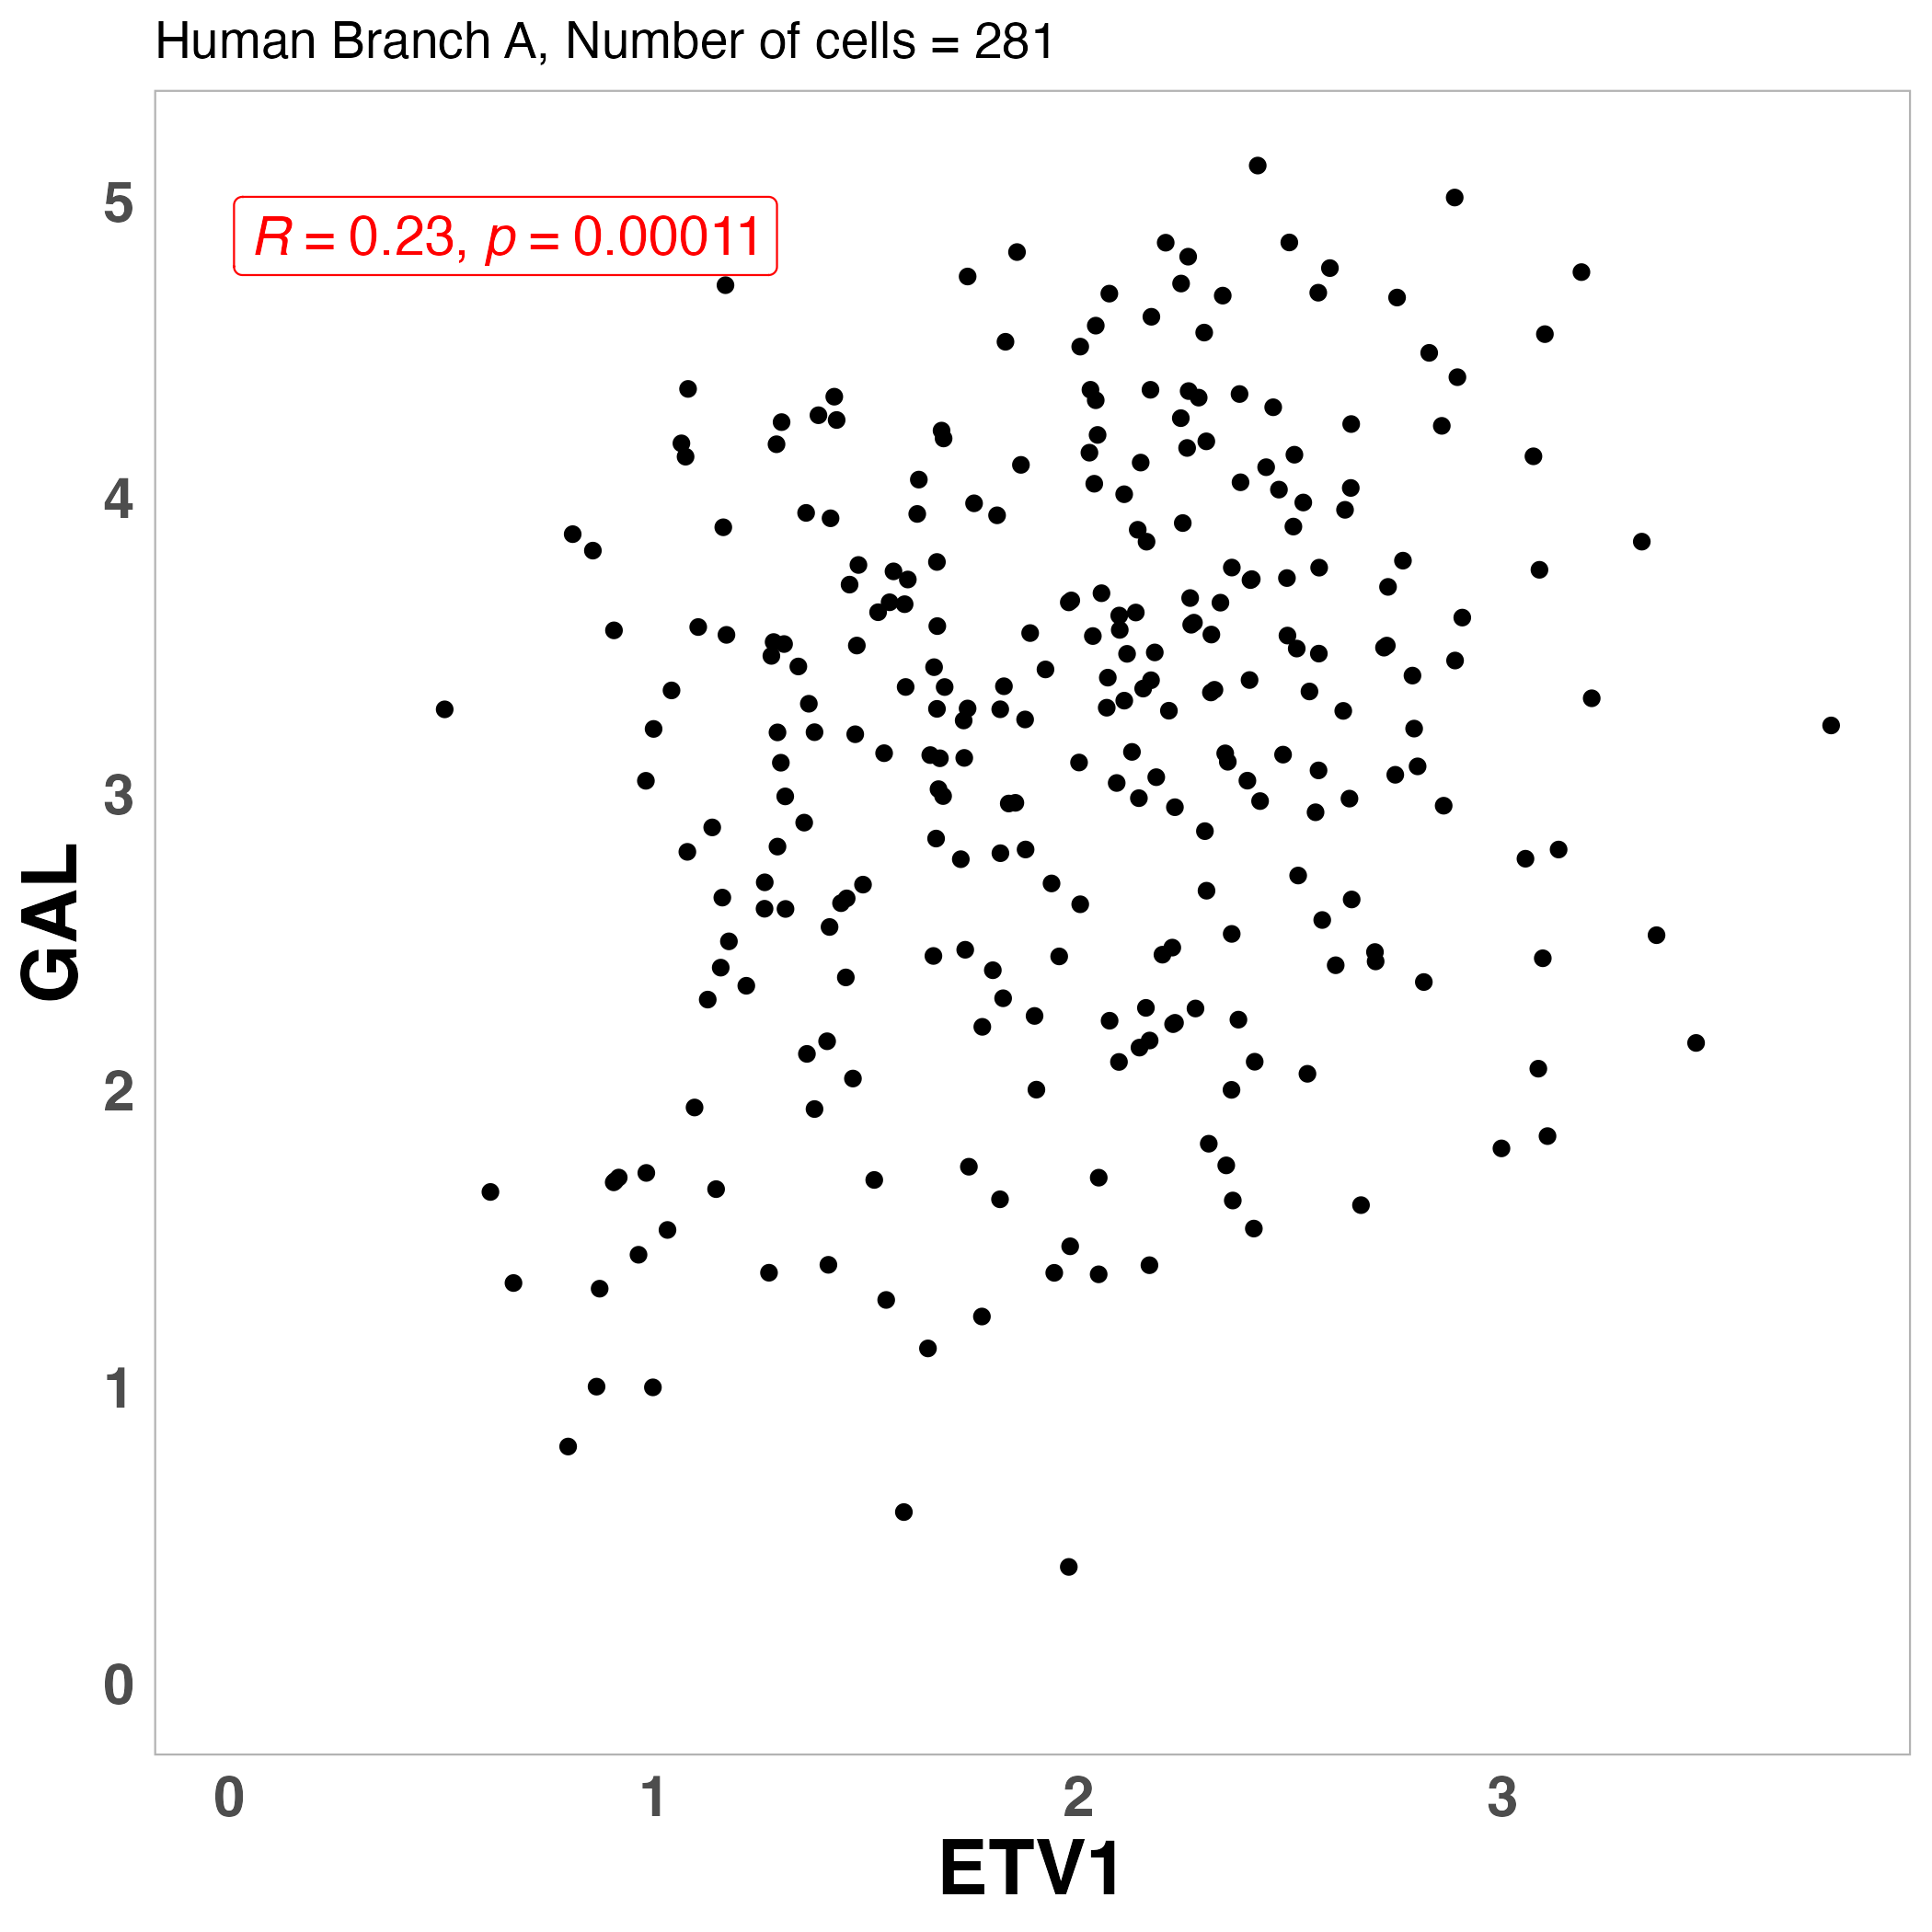 Human Branch A, Number of cells = 281
R = 0.23, p = 0.00011
5
4
3
2
1
0
GAL
0 1 2 3
ETV1